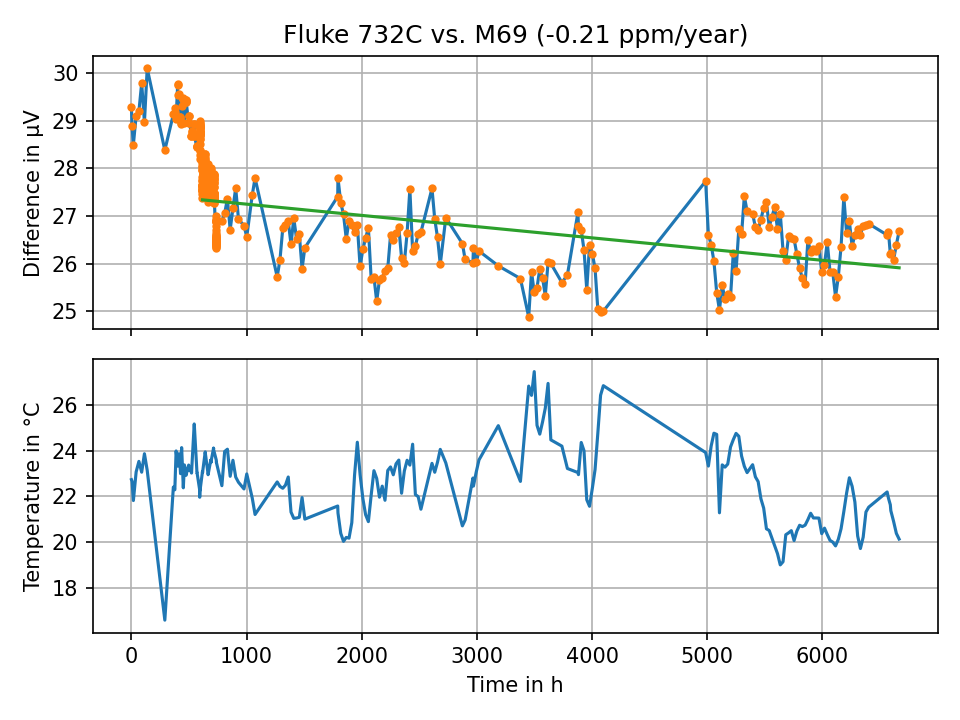 Fluke 732C vs. M69 (-0.21 ppm/year)
Difference in µV
30
29
28
27
26
25
Temperature in °C
26
24
22
20
18
0 1000 2000 3000 4000 5000 6000
Time in h